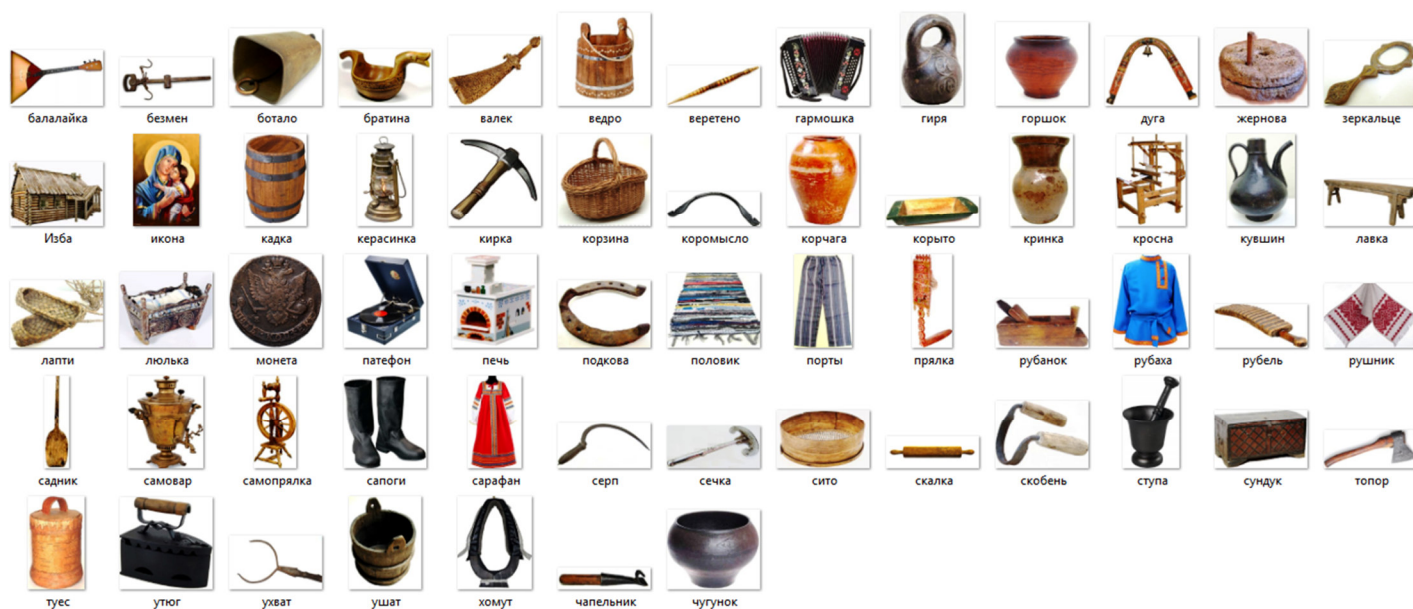 балалайка безмен ботало братина валек ведро веретено гармошка гиря горшок дуга жернова зеркальце
Изба икона кадка керасинка кирка корзина коромысло корчага корыто кринка кросна кувшин лавка
лапти люлька монета патефон печь подкова половик порты прялка рубанок рубаха рубель рушник
садник самовар самопрялка сапоги сарафан серп сечка сито скалка скобень ступа сундук топор
туес утюг ухват ушат хомут чапельник чугунок